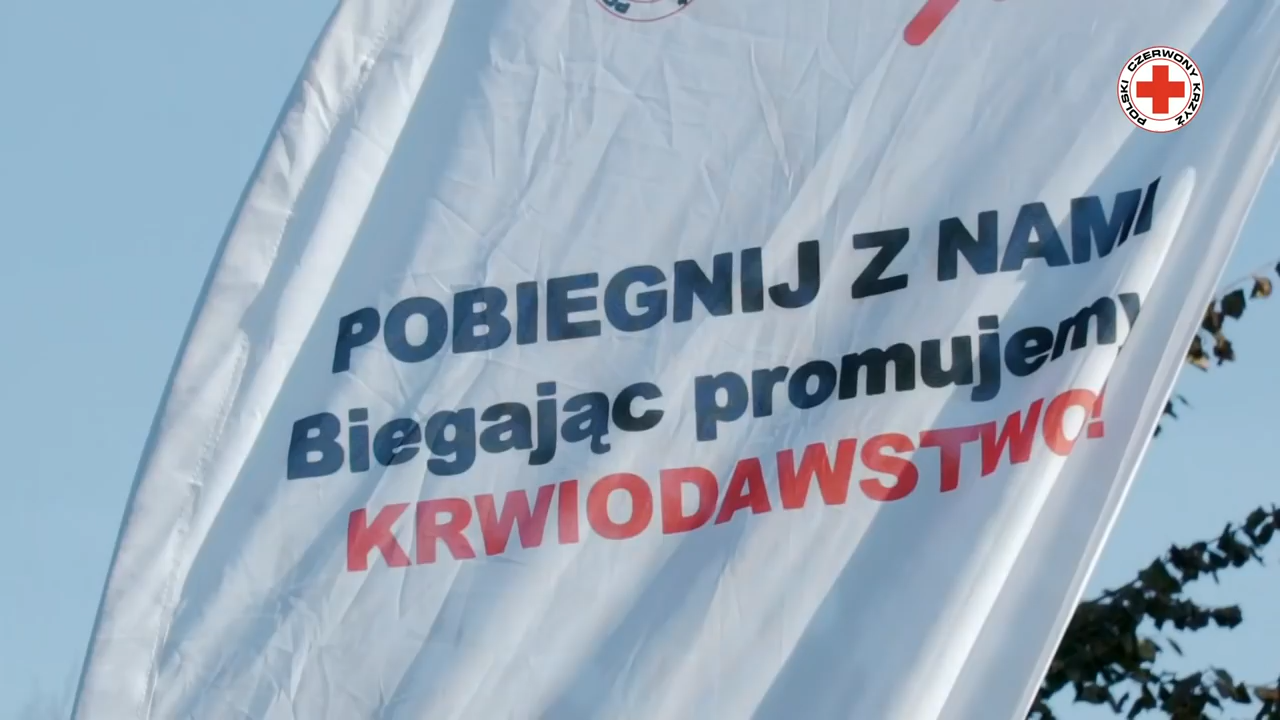 POLSKI CZERWONY KRZYŻ
POBIEGNIJ Z NAMI
Biegając promujemy
KRWIODAWSTWO!